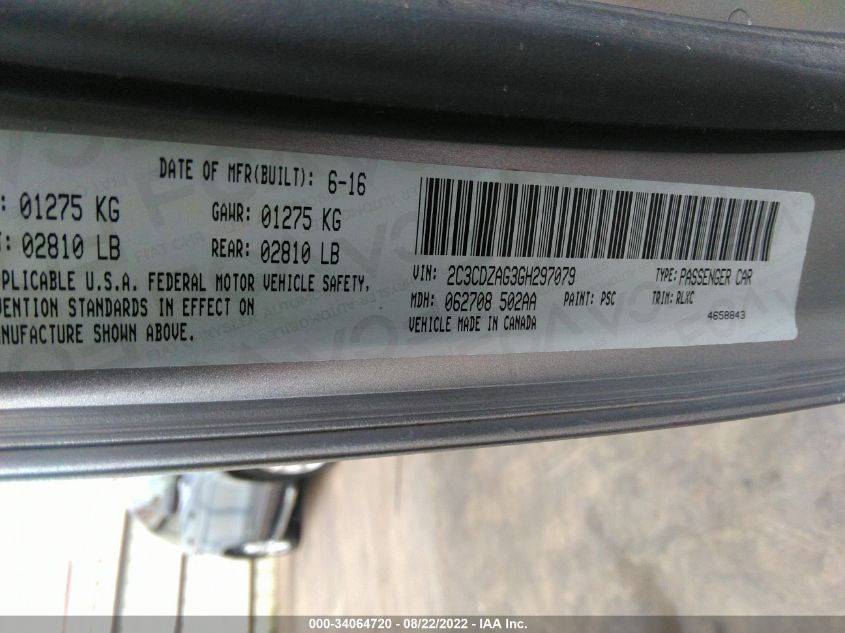 DATE OF MFR(BUILT): 6-16
: 01275 KG GAWR: 01275 KG
T: 02810 LB REAR: 02810 LB
PLICABLE U.S.A. FEDERAL MOTOR VEHICLE SAFETY,
VENTION STANDARDS IN EFFECT ON
ANUFACTURE SHOWN ABOVE.
VIN: 2C3CDZAG3GH297079 TYPE: PASSENGER CAR
MDH: 062708 502AA PAINT: PSC TRIM: RLXC
VEHICLE MADE IN CANADA 4658843
000-34064720 - 08/22/2022 - IAA Inc.